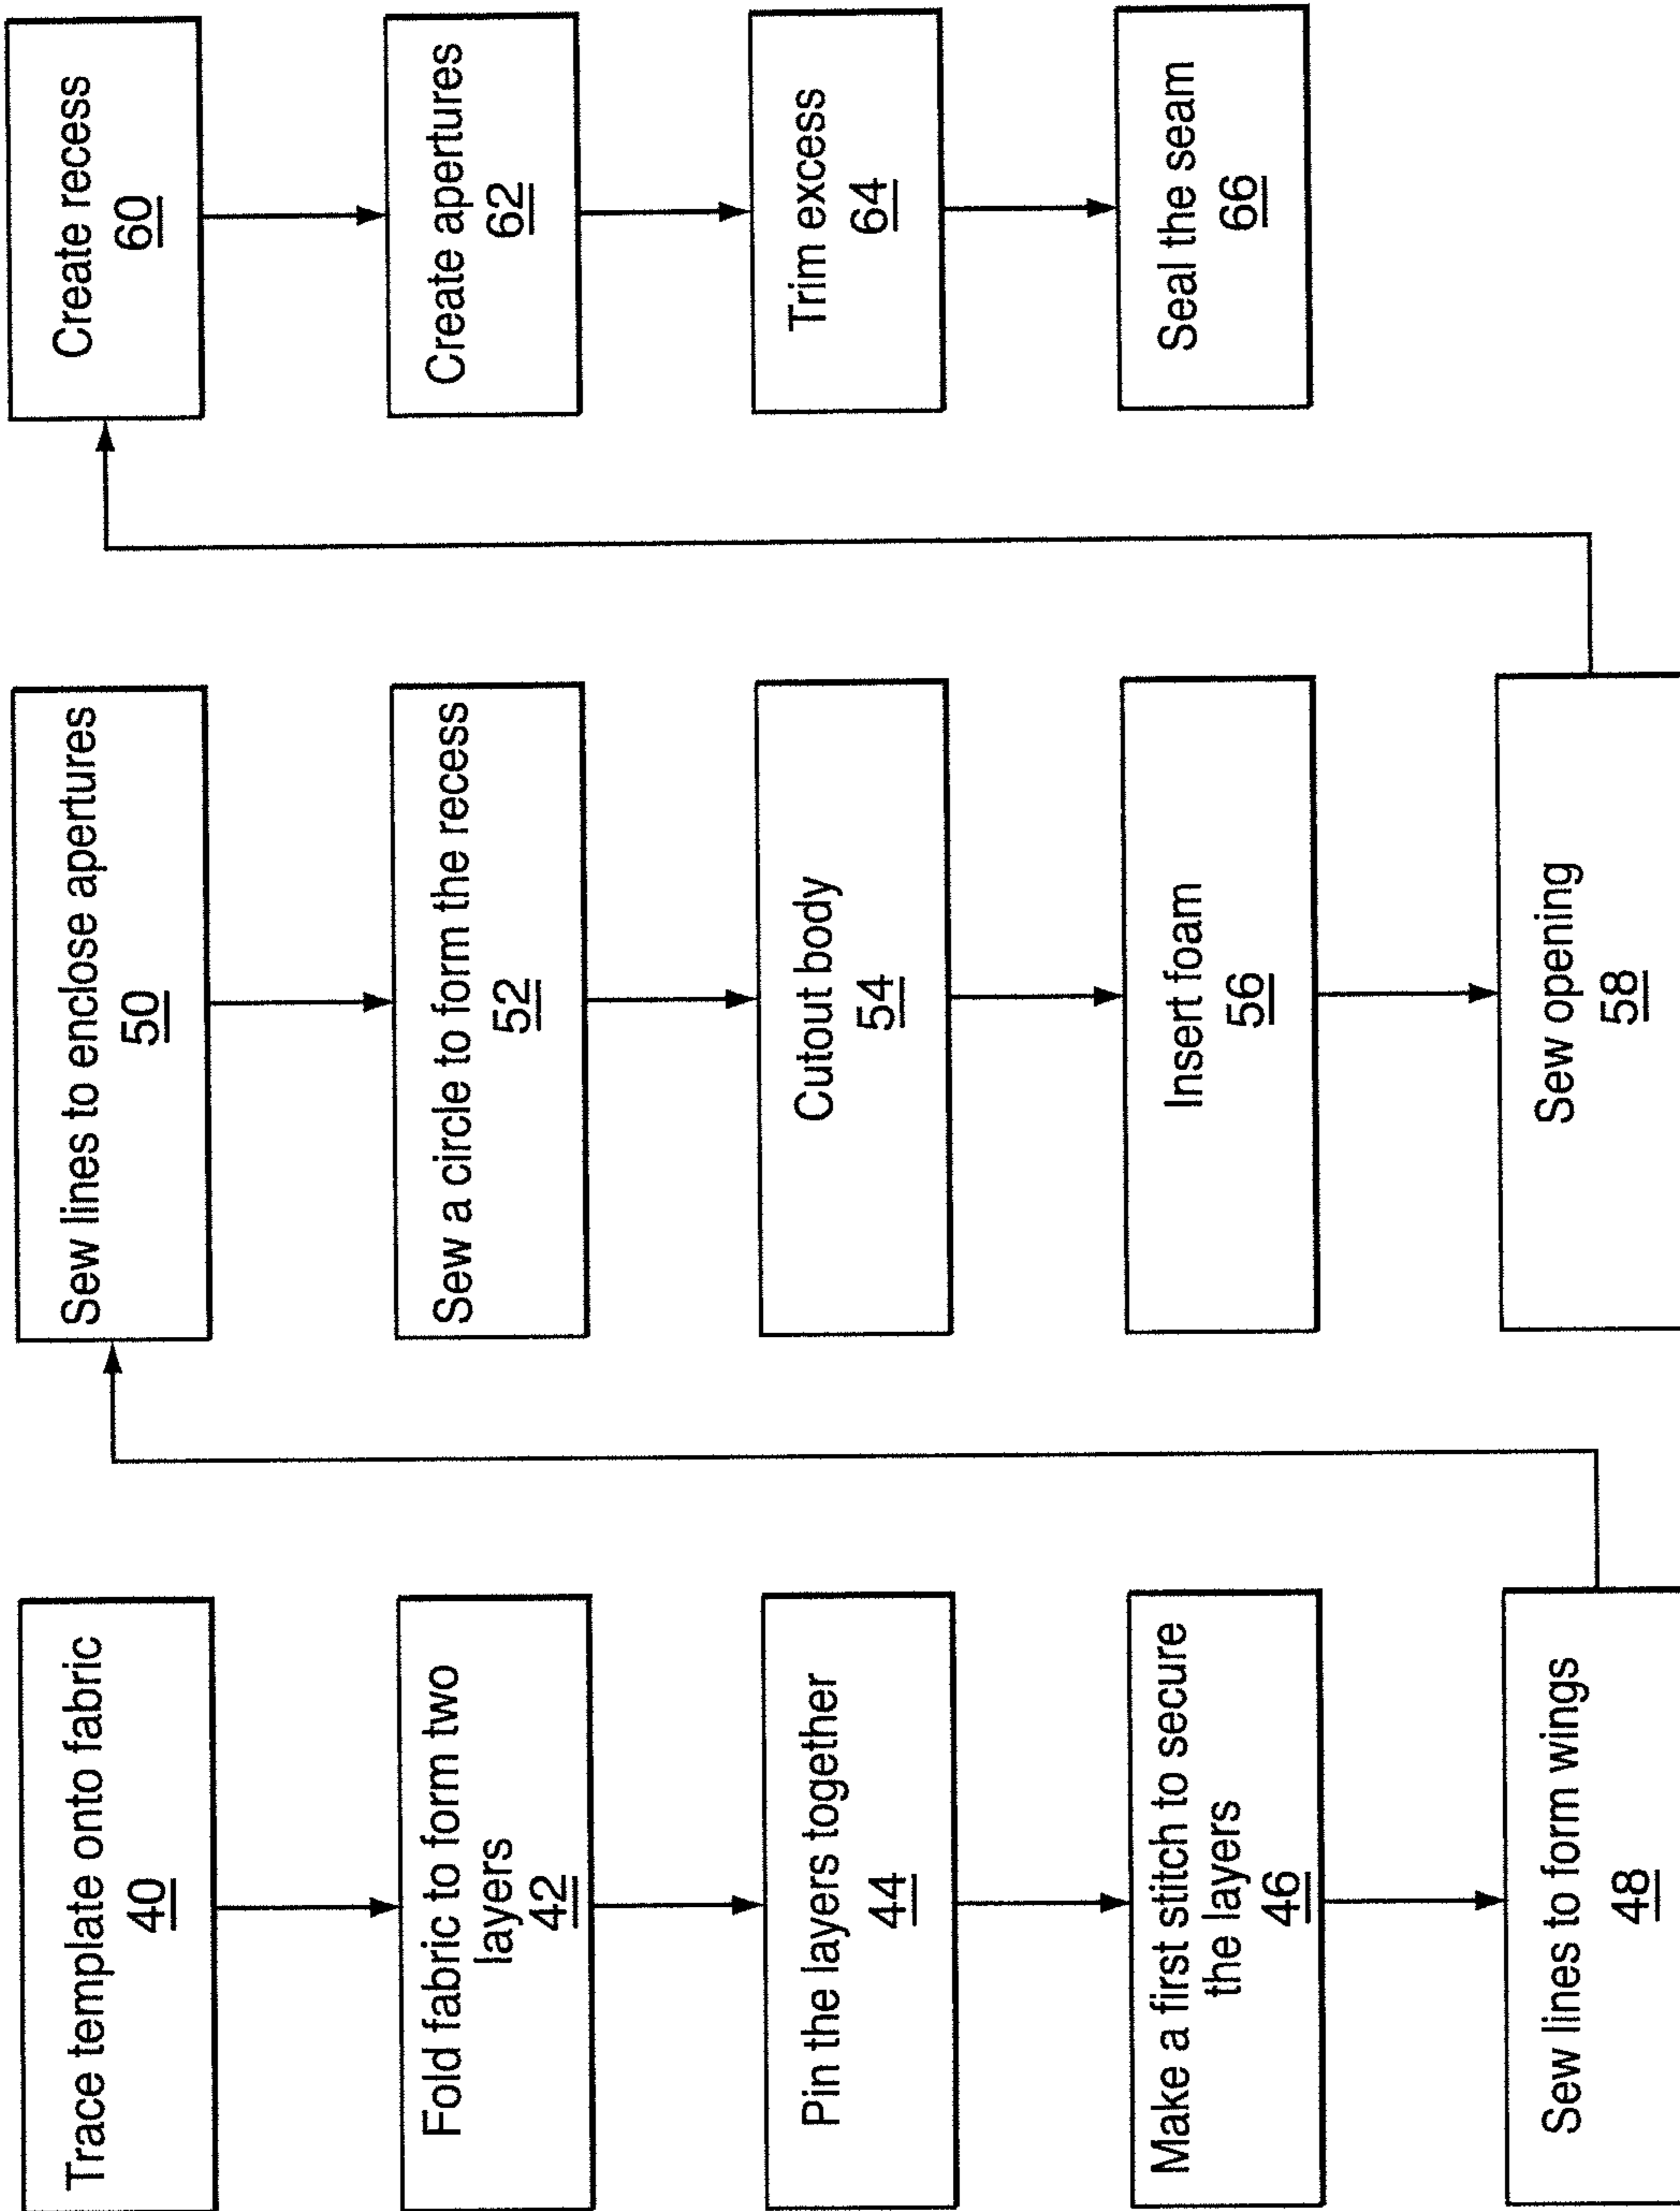 Trace template onto fabric
40
Fold fabric to form two
layers
42
Pin the layers together
44
Make a first stitch to secure
the layers
46
Sew lines to form wings
48
Sew lines to enclose apertures
50
Sew a circle to form the recess
52
Cutout body
54
Insert foam
56
Sew opening
58
Create recess
60
Create apertures
62
Trim excess
64
Seal the seam
66